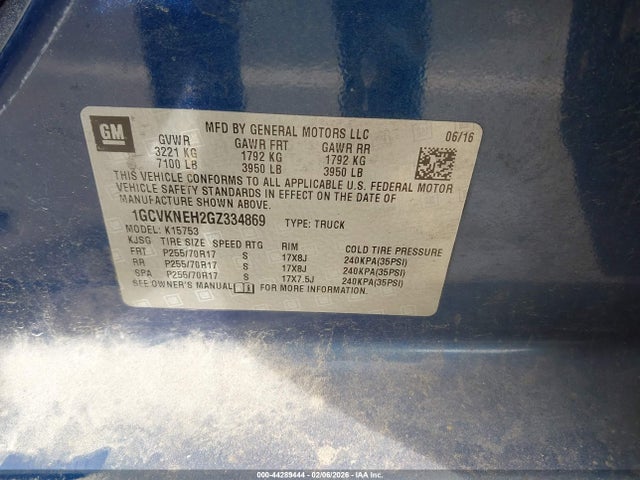 GM
MFD BY GENERAL MOTORS LLC
06/16
GVWR GAWR FRT GAWR RR
3221 KG 1792 KG 1792 KG
7100 LB 3950 LB 3950 LB
THIS VEHICLE CONFORMS TO ALL APPLICABLE U.S. FEDERAL MOTOR
VEHICLE SAFETY STANDARDS IN EFFECT ON THE DATE OF
MANUFACTURE SHOWN ABOVE.
1GCVKNEH2GZ334869 TYPE: TRUCK
MODEL: K15753
KJSG TIRE SIZE SPEED RTG RIM COLD TIRE PRESSURE
FRT P255/70R17 S 17X8J 240KPA(35PSI)
RR P255/70R17 S 17X8J 240KPA(35PSI)
SPA P255/70R17 S 17X7.5J 240KPA(35PSI)
SEE OWNER'S MANUAL FOR MORE INFORMATION.
000-44289444 - 02/06/2026 - IAA Inc.